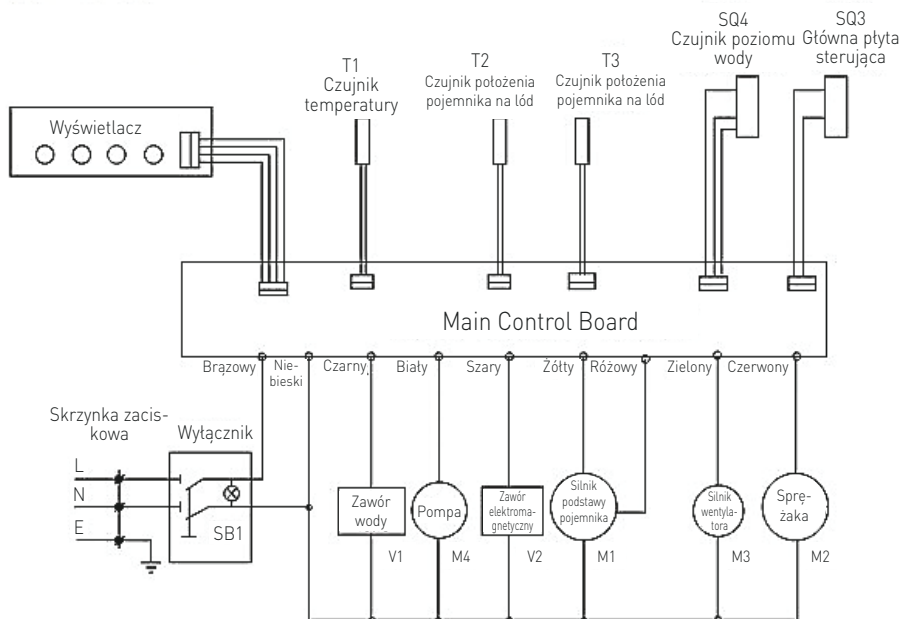 SQ4
Czujnik poziomu
wody
SQ3
Główna płyta
sterująca
T1
Czujnik
temperatury
T2
Czujnik położenia
pojemnika na lód
T3
Czujnik położenia
pojemnika na lód
Wyświetlacz
Main Control Board
Brązowy
Nie-
bieski
Czarny
Biały
Szary
Żółty
Różowy
Zielony
Czerwony
Skrzynka zacis-
kowa
Wyłącznik
L
N
E
SB1
Zawór
wody
V1
Pompa
M4
Zawór
elektroma-
gnetyczny
V2
Silnik
podstawy
pojemnika
M1
Silnik
wentyla-
tora
M3
Sprę-
żaka
M2